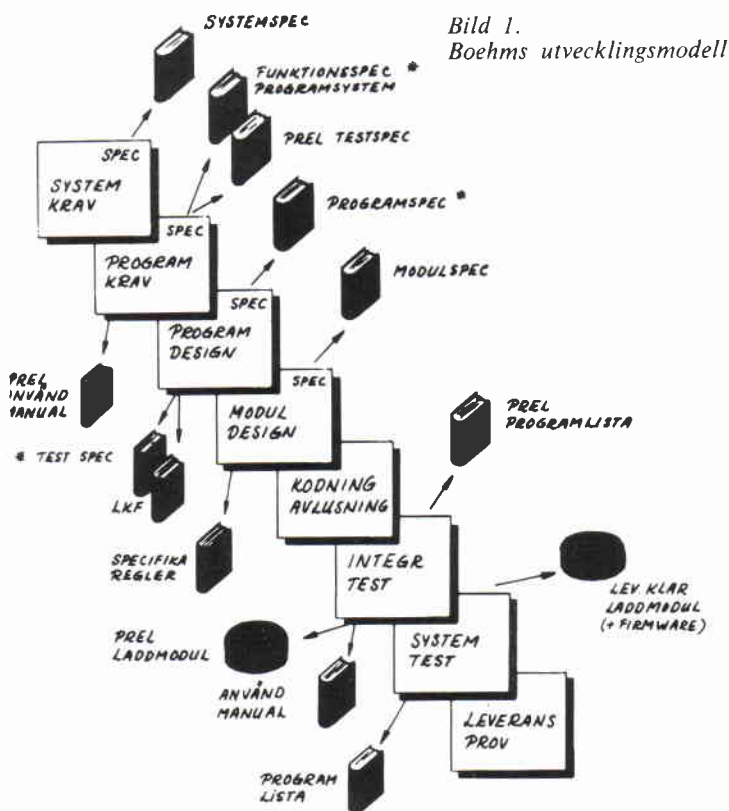 Bild 1.
Boehms utvecklingsmodell
SYSTEMSPEC
FUNKTIONSSPEC *
PROGRAMSYSTEM
PREL TESTSPEC
SPEC
SYSTEM
KRAV
PROGRAMSPEC *
SPEC
PROGRAM
KRAV
MODULSPEC
SPEC
PROGRAM
DESIGN
PREL
ANVÄND
MANUAL
SPEC
MODUL
DESIGN
PREL
PROGRAMLISTA
* TEST SPEC
LKF
KODNING
AVLUSNING
SPECIFIKA
REGLER
INTEGR
TEST
LEV. KLAR
LADDMODUL
(+ FIRMWARE)
PREL
LADDMODUL
SYSTEM
TEST
ANVÄND
MANUAL
LEVERANS
PROV
PROGRAM
LISTA